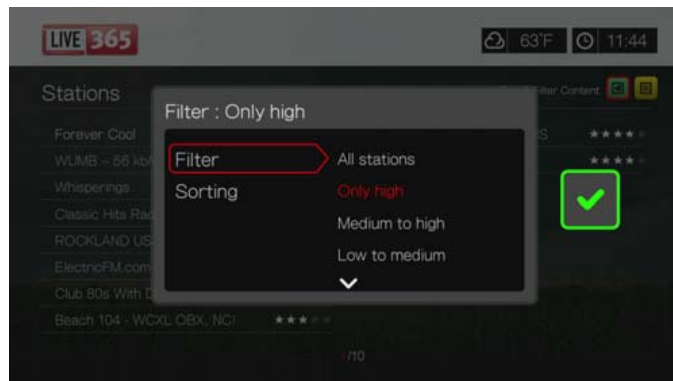 LIVE 365
63°F
11:44
Stations
Filter Content
Filter : Only high
Forever Cool
S
WUMB - 56 kb/
Filter
All stations
Whisperings
Sorting
Only high
Classic Hits Rad
Medium to high
ROCKLAND US
Low to medium
ElectricFM.com
Club 80s With D
Beach 104 - WCXL OBX, NC!
/10